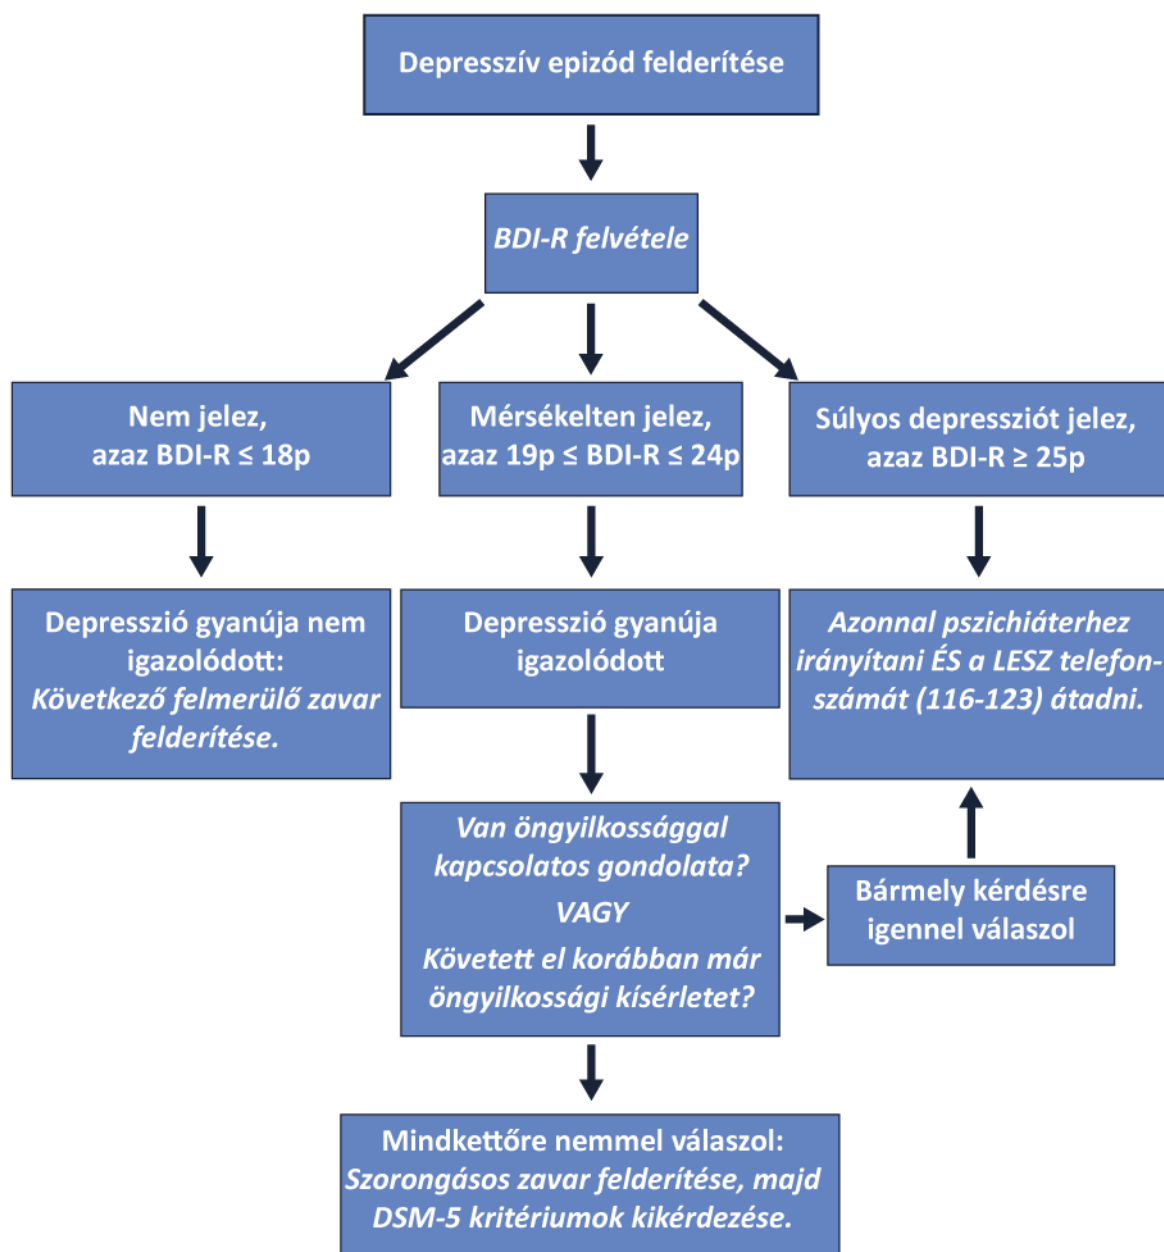 Depresszív epizód felderítése
BDI-R felvétele
Nem jelez,
azaz BDI-R ≤ 18p
Mérsékelten jelez,
azaz 19p ≤ BDI-R ≤ 24p
Súlyos depressziót jelez,
azaz BDI-R ≥ 25p
Depresszió gyanúja nem
igazolódott:
Következő felmerülő zavar
felderítése.
Depresszió gyanúja
igazolódott
Azonnal pszichiáterhez
irányítani ÉS a LESZ telefon-
számát (116-123) átadni.
Van öngyilkossággal
kapcsolatos gondolata?
VAGY
Követett el korábban már
öngyilkossági kísérletet?
Bármely kérdésre
igennel válaszol
Mindkettőre nemmel válaszol:
Szorongásos zavar felderítése, majd
DSM-5 kritériumok kikérdezése.